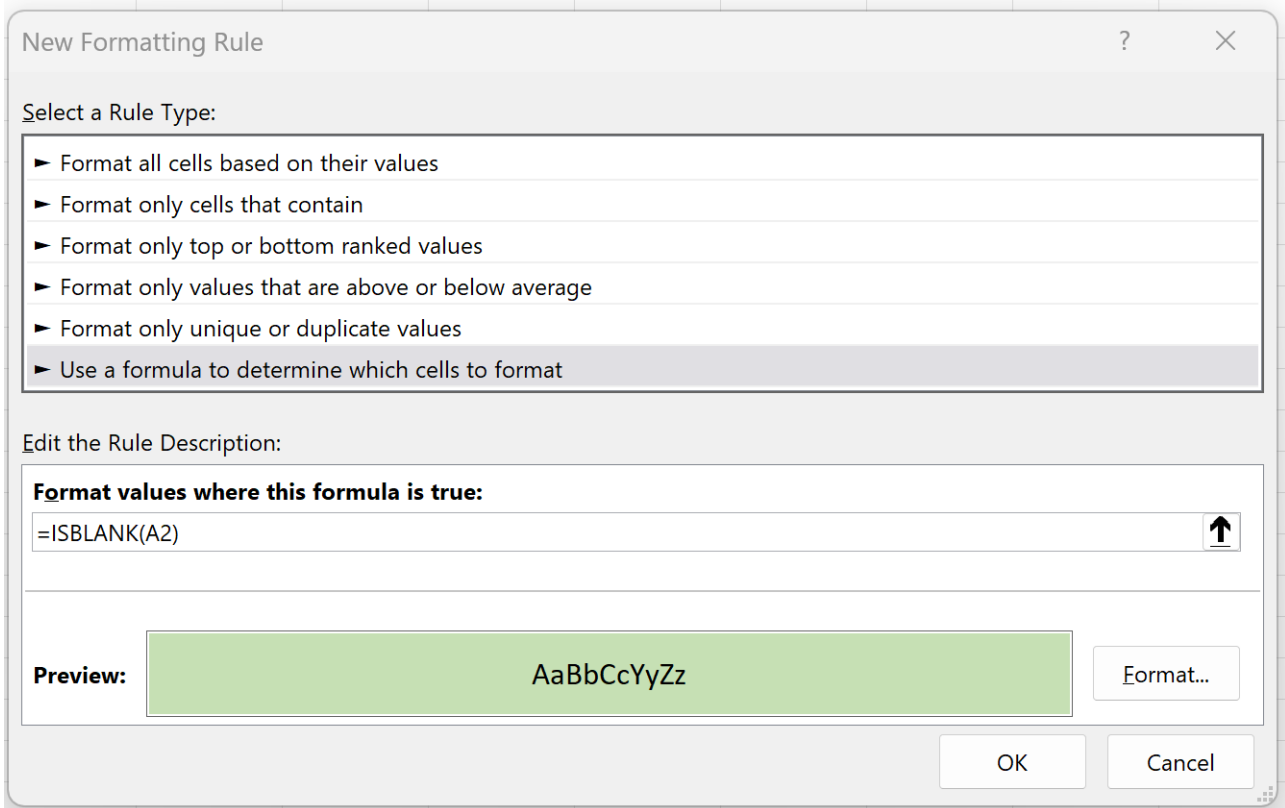 New Formatting Rule ?
Select a Rule Type:
► Format all cells based on their values
► Format only cells that contain
► Format only top or bottom ranked values
► Format only values that are above or below average
► Format only unique or duplicate values
► Use a formula to determine which cells to format
Edit the Rule Description:
Format values where this formula is true:
=ISBLANK(A2)
Preview: AaBbCcYyZz Format...
OK Cancel